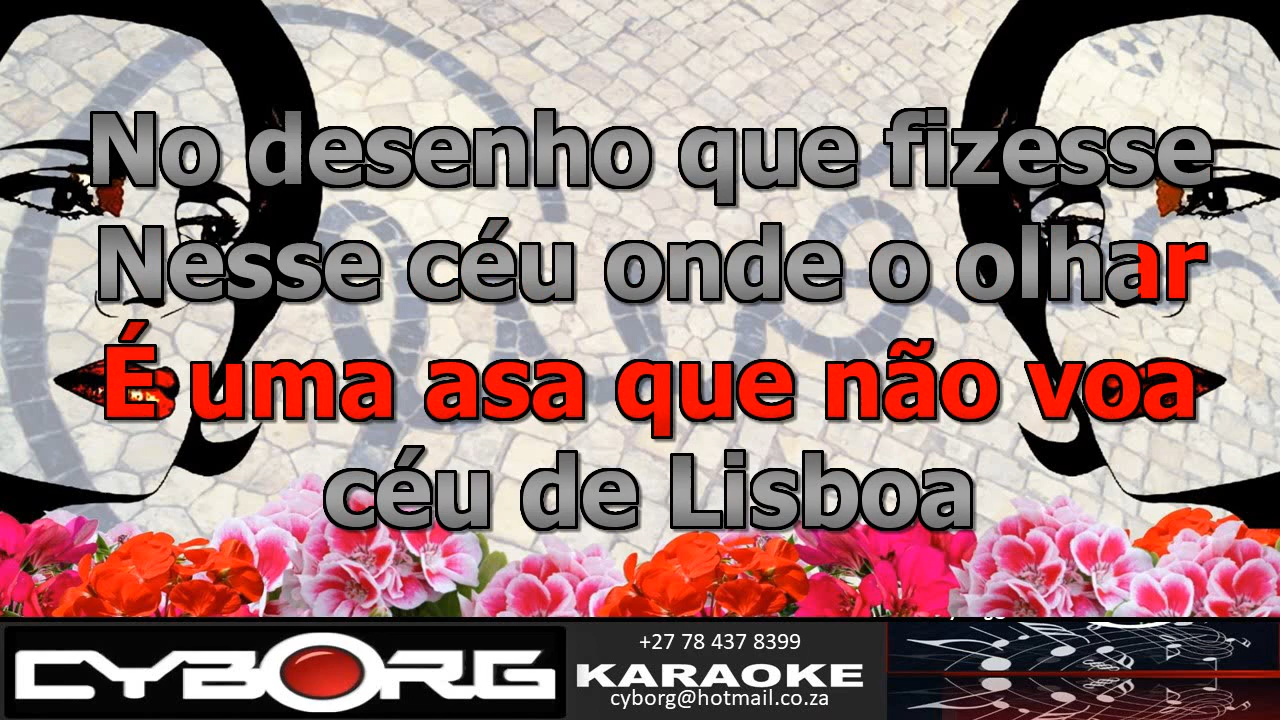 No desenho que fizesse
Nesse céu onde o olhar
É uma asa que não voa
céu de Lisboa
CYBORG
+27 78 437 8399
KARAOKE
cyborg@hotmail.co.za